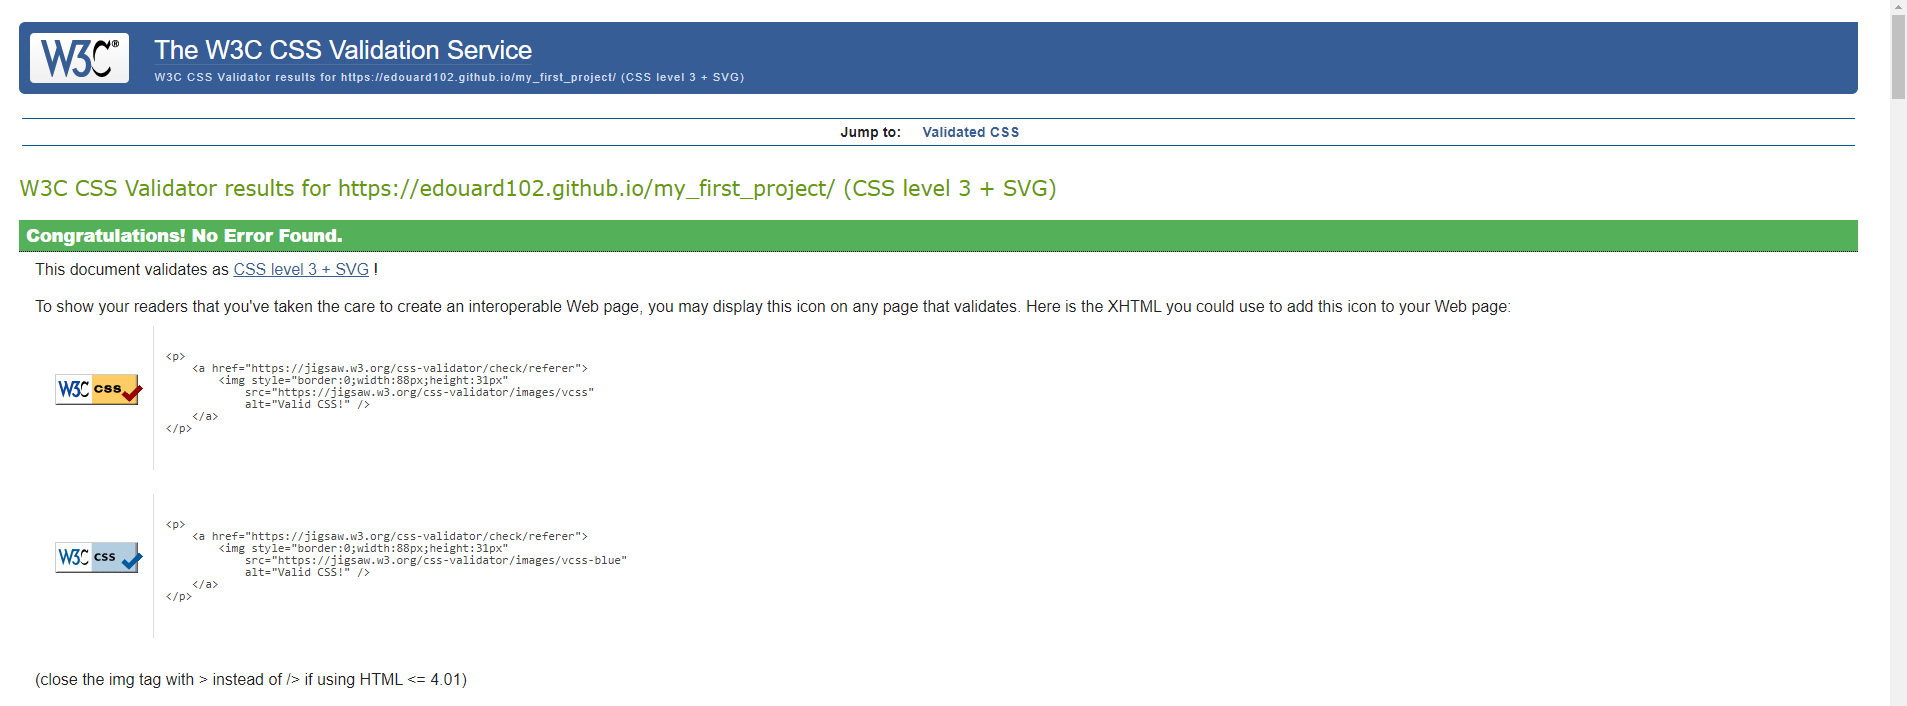 W3C®
The W3C CSS Validation Service
W3C CSS Validator results for https://edouard102.github.io/my_first_project/ (CSS level 3 + SVG)
Jump to: Validated CSS
W3C CSS Validator results for https://edouard102.github.io/my_first_project/ (CSS level 3 + SVG)
Congratulations! No Error Found.
This document validates as CSS level 3 + SVG !
To show your readers that you've taken the care to create an interoperable Web page, you may display this icon on any page that validates. Here is the XHTML you could use to add this icon to your Web page:
W3C css
<p>
<a href="https://jigsaw.w3.org/css-validator/check/referer">
<img style="border:0;width:88px;height:31px"
src="https://jigsaw.w3.org/css-validator/images/vcss"
alt="Valid CSS!" />
</a>
</p>
W3C css
<p>
<a href="https://jigsaw.w3.org/css-validator/check/referer">
<img style="border:0;width:88px;height:31px"
src="https://jigsaw.w3.org/css-validator/images/vcss-blue"
alt="Valid CSS!" />
</a>
</p>
(close the img tag with > instead of /> if using HTML <= 4.01)